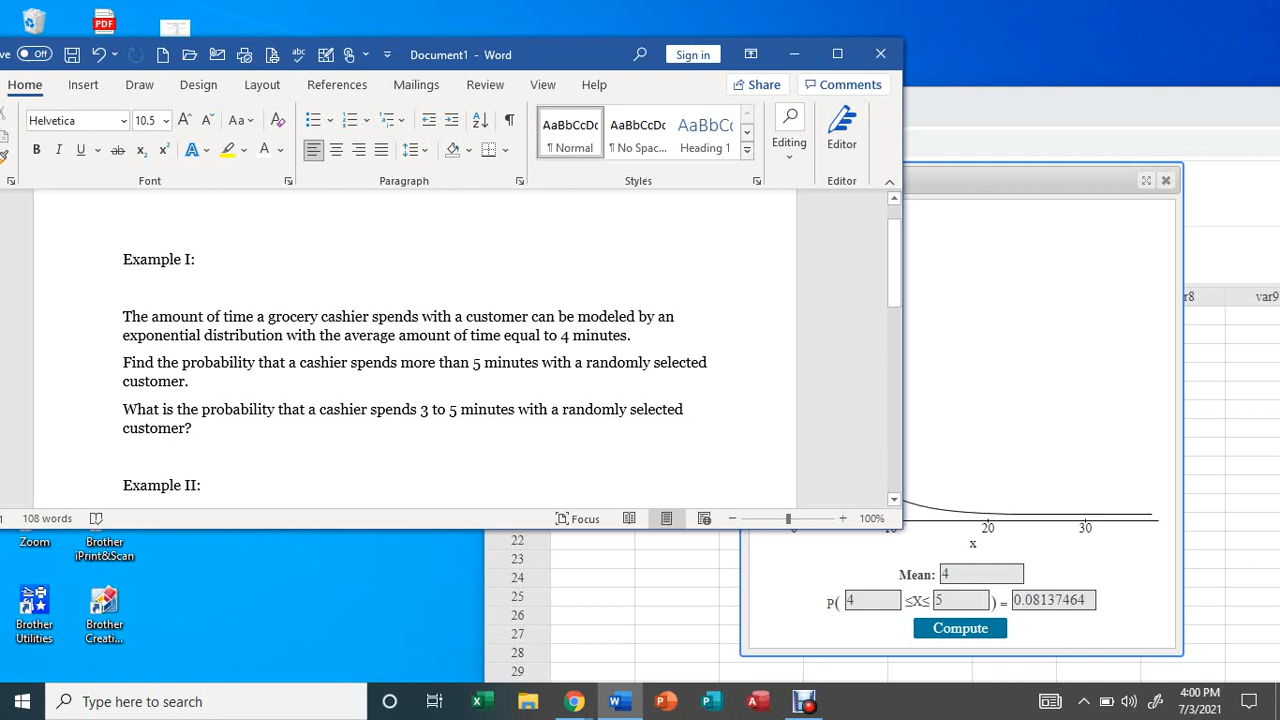 PDF
ve Off
Document1 - Word
Sign in
Home Insert Draw Design Layout References Mailings Review View Help
Share Comments
Helvetica 10.5 Aa
AaBbCcDc AaBbCcDc AaBbC
¶ Normal ¶ No Spac... Heading 1
Editing
Editor
Font Paragraph Styles Editor
Example I:
The amount of time a grocery cashier spends with a customer can be modeled by an
exponential distribution with the average amount of time equal to 4 minutes.
Find the probability that a cashier spends more than 5 minutes with a randomly selected
customer.
What is the probability that a cashier spends 3 to 5 minutes with a randomly selected
customer?
Example II:
108 words
Focus
100%
r8 var9
20 30
x
Mean: 4
P( 4 ≤X≤ 5 ) = 0.08137464
Compute
22
23
24
25
26
27
28
29
Zoom
Brother
iPrint&Scan
Brother
Utilities
Brother
Creati...
Type here to search
4:00 PM
7/3/2021